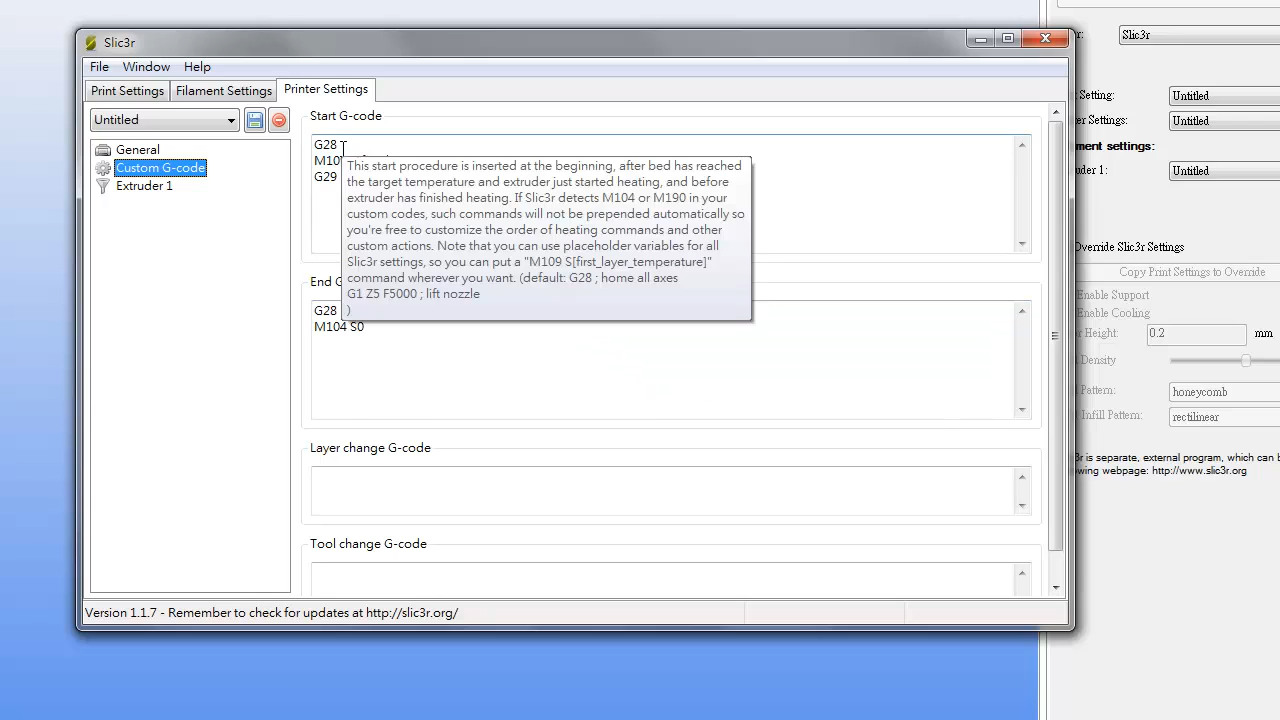 Slic3r
File Window Help
Print Settings Filament Settings Printer Settings
Untitled
General
Custom G-code
Extruder 1
Start G-code
G28
G29
This start procedure is inserted at the beginning, after bed has reached
the target temperature and extruder just started heating, and before
extruder has finished heating. If Slic3r detects M104 or M190 in your
custom codes, such commands will not be prepended automatically so
you're free to customize the order of heating commands and other
custom actions. Note that you can use placeholder variables for all
Slic3r settings, so you can put a "M109 S[first_layer_temperature]"
command wherever you want. (default: G28 ; home all axes
G1 Z5 F5000 ; lift nozzle
)
End G
G28
M104 S0
Layer change G-code
Tool change G-code
Version 1.1.7 - Remember to check for updates at http://slic3r.org/
r: Slic3r
Setting: Untitled
er Settings: Untitled
ment settings:
uder 1: Untitled
Override Slic3r Settings
Copy Print Settings to Override
Enable Support
Enable Cooling
r Height: 0.2 mm
Density
Pattern: honeycomb
Infill Pattern: rectilinear
3r is separate, external program, which can b
owing webpage: http://www.slic3r.org